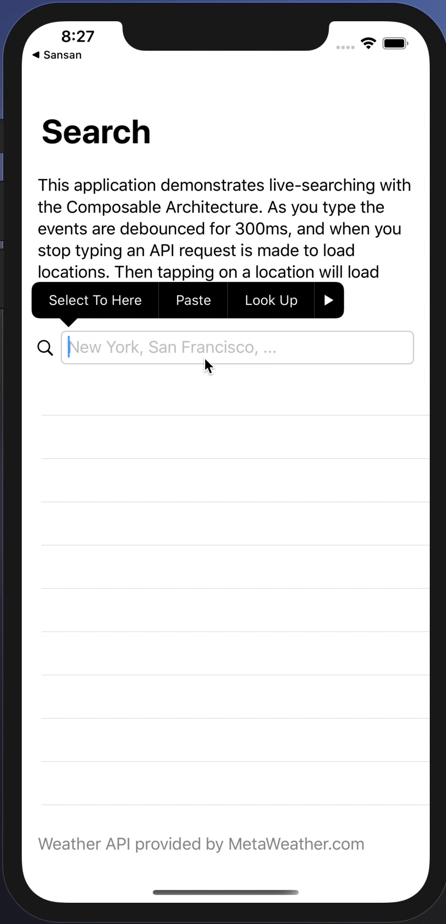 8:27
◀ Sansan
Search
This application demonstrates live-searching with
the Composable Architecture. As you type the
events are debounced for 300ms, and when you
stop typing an API request is made to load
locations. Then tapping on a location will load
Select To Here Paste Look Up ▶
New York, San Francisco, ...
Weather API provided by MetaWeather.com